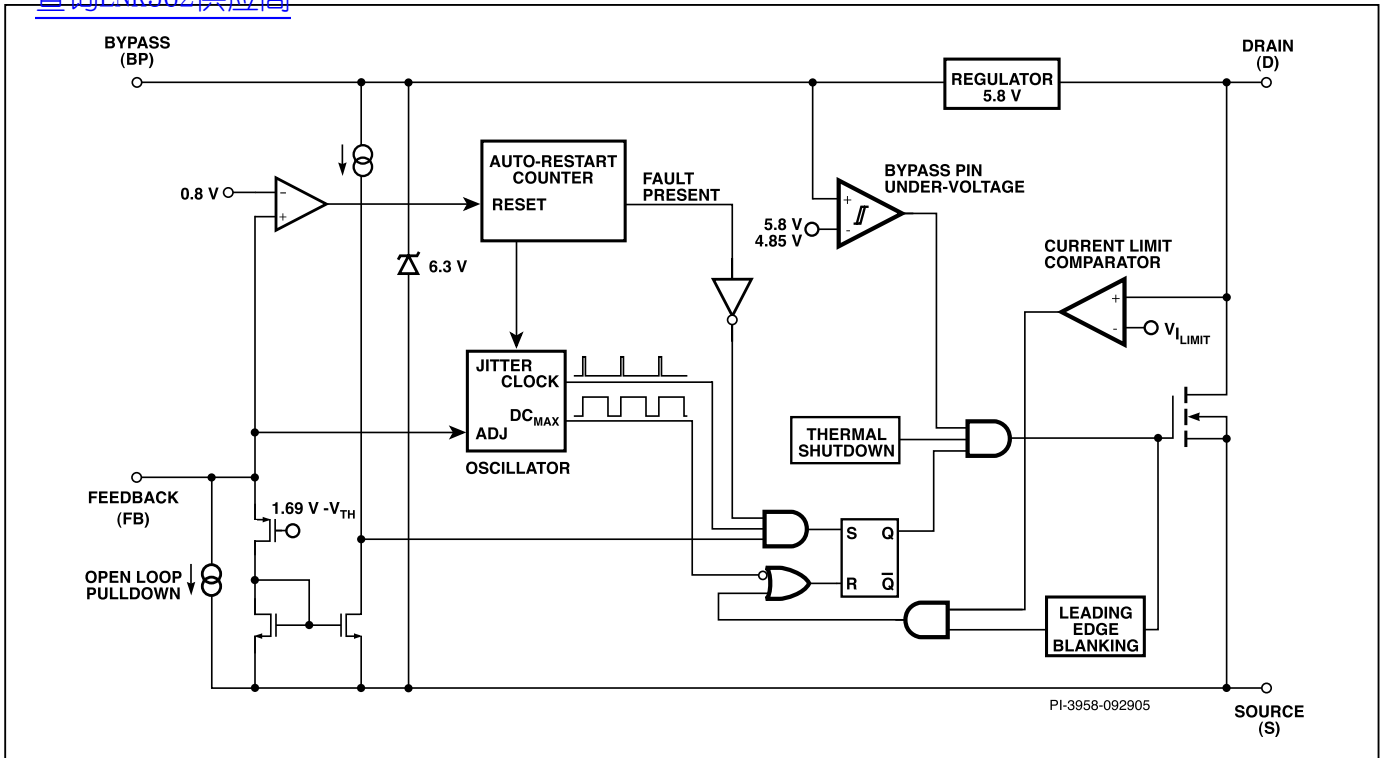 BYPASS
(BP)
DRAIN
(D)
REGULATOR
5.8 V
AUTO-RESTART
COUNTER
RESET
FAULT
PRESENT
BYPASS PIN
UNDER-VOLTAGE
0.8 V
-
+
+
-
5.8 V
4.85 V
6.3 V
CURRENT LIMIT
COMPARATOR
+
-
VILIMIT
JITTER
CLOCK
DCMAX
ADJ
OSCILLATOR
THERMAL
SHUTDOWN
FEEDBACK
(FB)
1.69 V -VTH
S Q
R Q̅
OPEN LOOP
PULLDOWN
LEADING
EDGE
BLANKING
PI-3958-092905
SOURCE
(S)